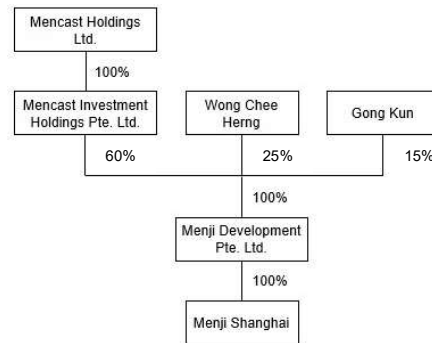 Mencast Holdings
Ltd.
100%
Mencast Investment
Holdings Pte. Ltd.
Wong Chee
Herng
Gong Kun
60%
25%
15%
100%
Menji Development
Pte. Ltd.
100%
Menji Shanghai